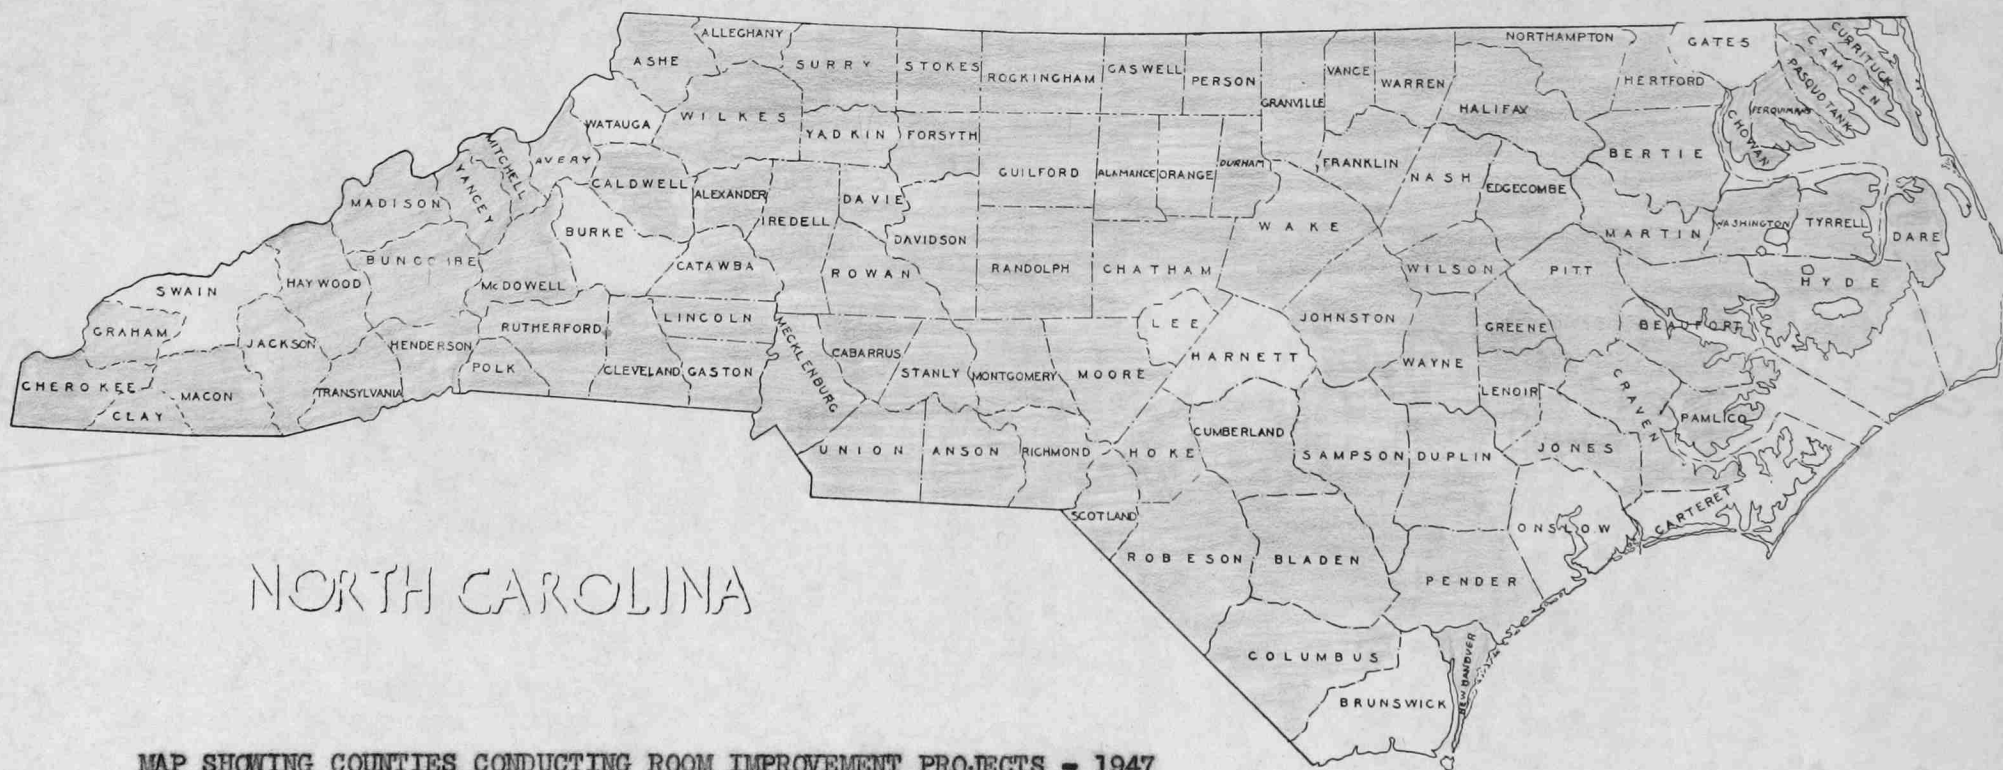 ALLEGHANY
NORTHAMPTON
GATES
CURRITUCK
CAMDEN
PASQUOTANK
ASHE
SURRY
STOKES
ROCKINGHAM
CASWELL
PERSON
VANCE
WARREN
HERTFORD
GRANVILLE
HALIFAX
PERQUIMANS
CHOWAN
WATAUGA
WILKES
YADKIN
FORSYTH
MITCHELL
AVERY
YANCEY
CALDWELL
ALEXANDER
IREDELL
DAVIE
GUILFORD
ALAMANCE
ORANGE
DURHAM
FRANKLIN
NASH
EDGECOMBE
BERTIE
MADISON
BURKE
DAVIDSON
WAKE
MARTIN
WASHINGTON
TYRRELL
DARE
BUNCOMBE
HAYWOOD
McDOWELL
CATAWBA
ROWAN
RANDOLPH
CHATHAM
WILSON
PITT
HYDE
SWAIN
GRAHAM
JACKSON
HENDERSON
RUTHERFORD
LINCOLN
MECKLENBURG
CABARRUS
LEE
JOHNSTON
GREENE
BEAUFORT
HARNETT
CHEROKEE
MACON
CLAY
TRANSYLVANIA
POLK
CLEVELAND
GASTON
STANLY
MONTGOMERY
MOORE
WAYNE
LENOIR
CRAVEN
PAMLICO
UNION
ANSON
RICHMOND
HOKE
CUMBERLAND
SAMPSON
DUPLIN
JONES
SCOTLAND
ONSLOW
CARTERET
ROBESON
BLADEN
PENDER
NORTH CAROLINA
COLUMBUS
BRUNSWICK
NEW HANOVER
MAP SHOWING COUNTIES CONDUCTING ROOM IMPROVEMENT PROJECTS - 1947